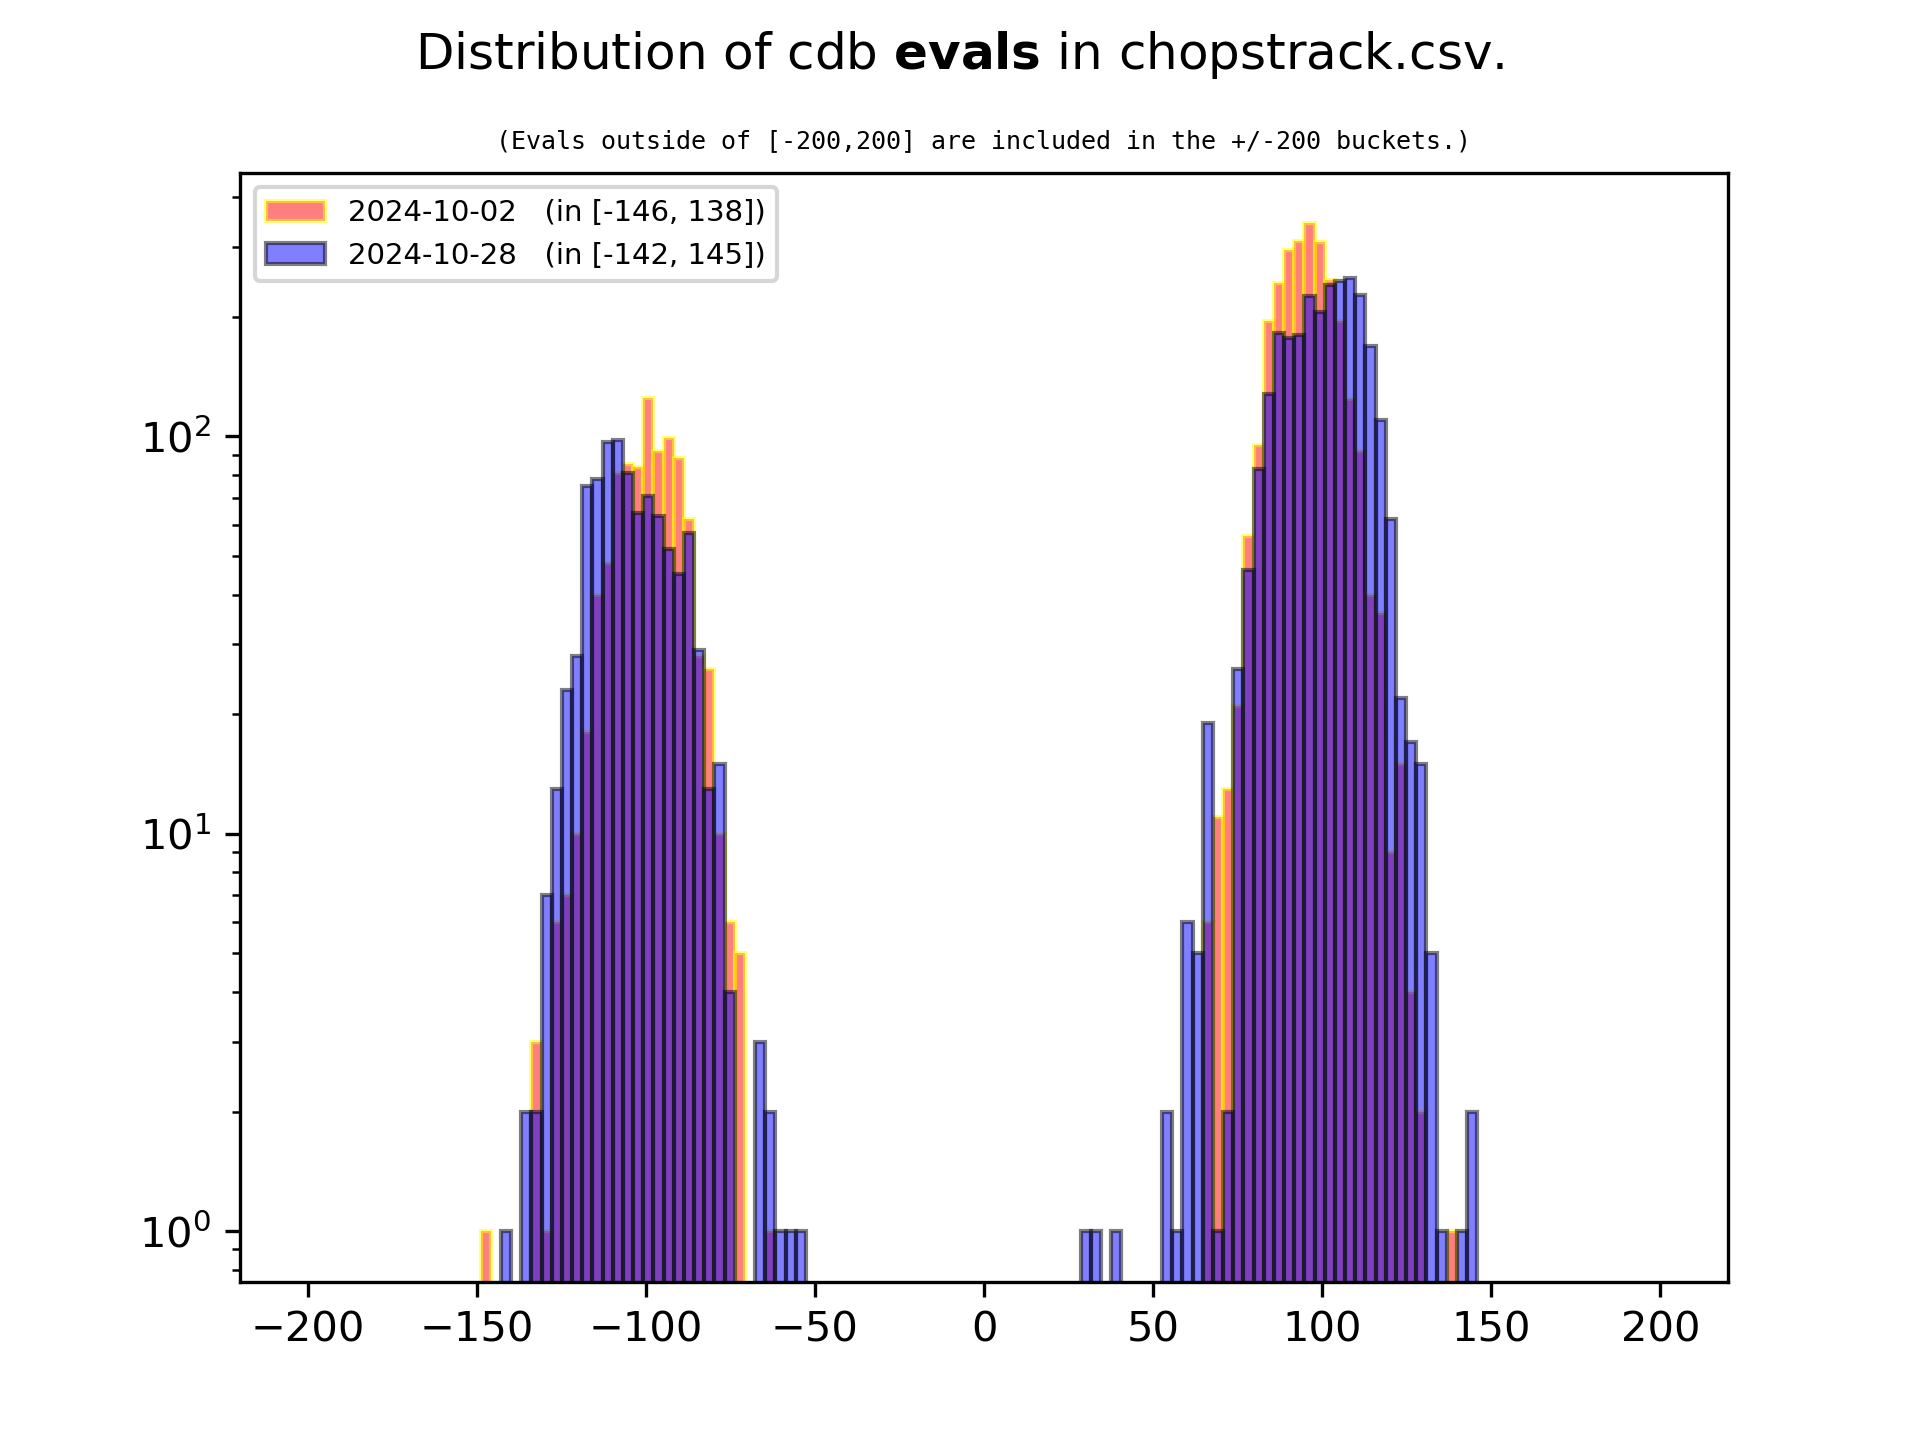 Distribution of cdb evals in chopstrack.csv.
(Evals outside of [-200,200] are included in the +/-200 buckets.)
2024-10-02 (in [-146, 138])
2024-10-28 (in [-142, 145])
10²
10¹
10⁰
−200 −150 −100 −50 0 50 100 150 200